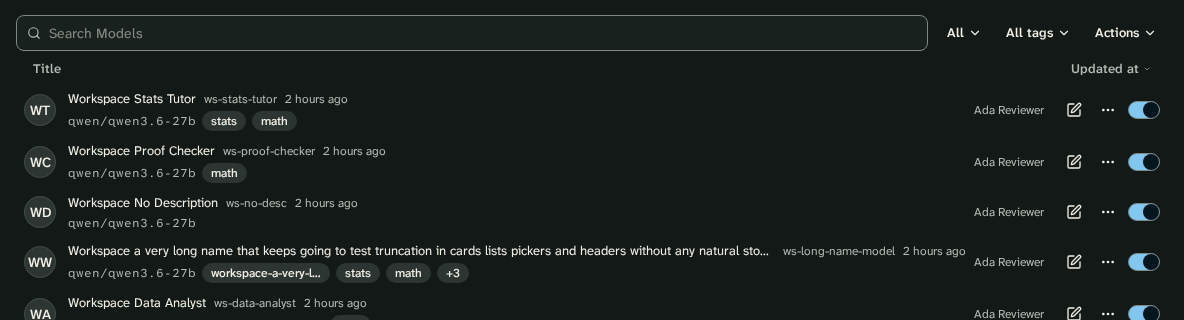 Search Models All All tags Actions
Title Updated at
WT Workspace Stats Tutor ws-stats-tutor 2 hours ago
qwen/qwen3.6-27b stats math Ada Reviewer
WC Workspace Proof Checker ws-proof-checker 2 hours ago
qwen/qwen3.6-27b math Ada Reviewer
WD Workspace No Description ws-no-desc 2 hours ago
qwen/qwen3.6-27b Ada Reviewer
WW Workspace a very long name that keeps going to test truncation in cards lists pickers and headers without any natural sto... ws-long-name-model 2 hours ago
qwen/qwen3.6-27b workspace-a-very-l... stats math +3 Ada Reviewer
WA Workspace Data Analyst ws-data-analyst 2 hours ago
Ada Reviewer